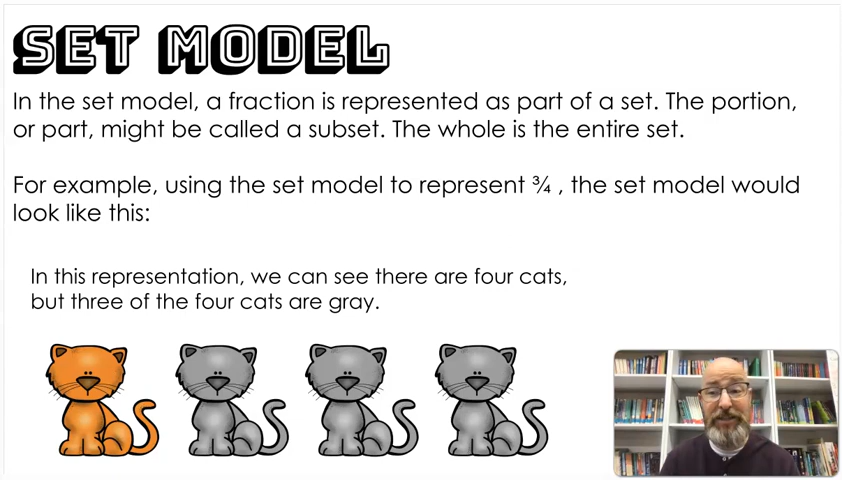 SET MODEL
In the set model, a fraction is represented as part of a set. The portion,
or part, might be called a subset. The whole is the entire set.
For example, using the set model to represent ¾ , the set model would
look like this:
In this representation, we can see there are four cats,
but three of the four cats are gray.